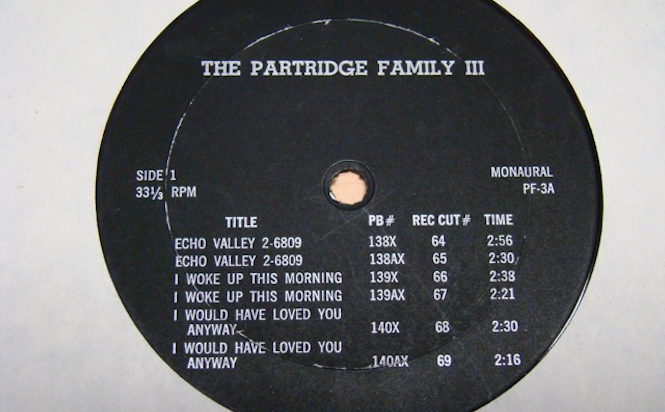 THE PARTRIDGE FAMILY III
SIDE 1 MONAURAL
33⅓ RPM PF-3A
TITLE PB# REC CUT# TIME
ECHO VALLEY 2-6809 138X 64 2:56
ECHO VALLEY 2-6809 138AX 65 2:30
I WOKE UP THIS MORNING 139X 66 2:38
I WOKE UP THIS MORNING 139AX 67 2:21
I WOULD HAVE LOVED YOU
ANYWAY 140X 68 2:30
I WOULD HAVE LOVED YOU
ANYWAY 140AX 69 2:16